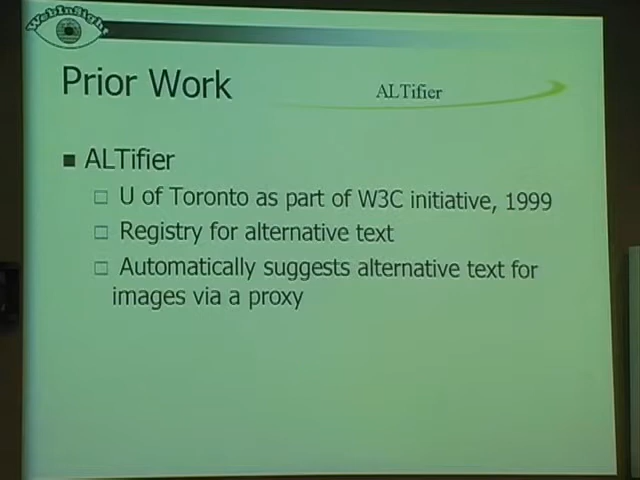 WebInSight
Prior Work
ALTifier
■ ALTifier
□ U of Toronto as part of W3C initiative, 1999
□ Registry for alternative text
□ Automatically suggests alternative text for
images via a proxy